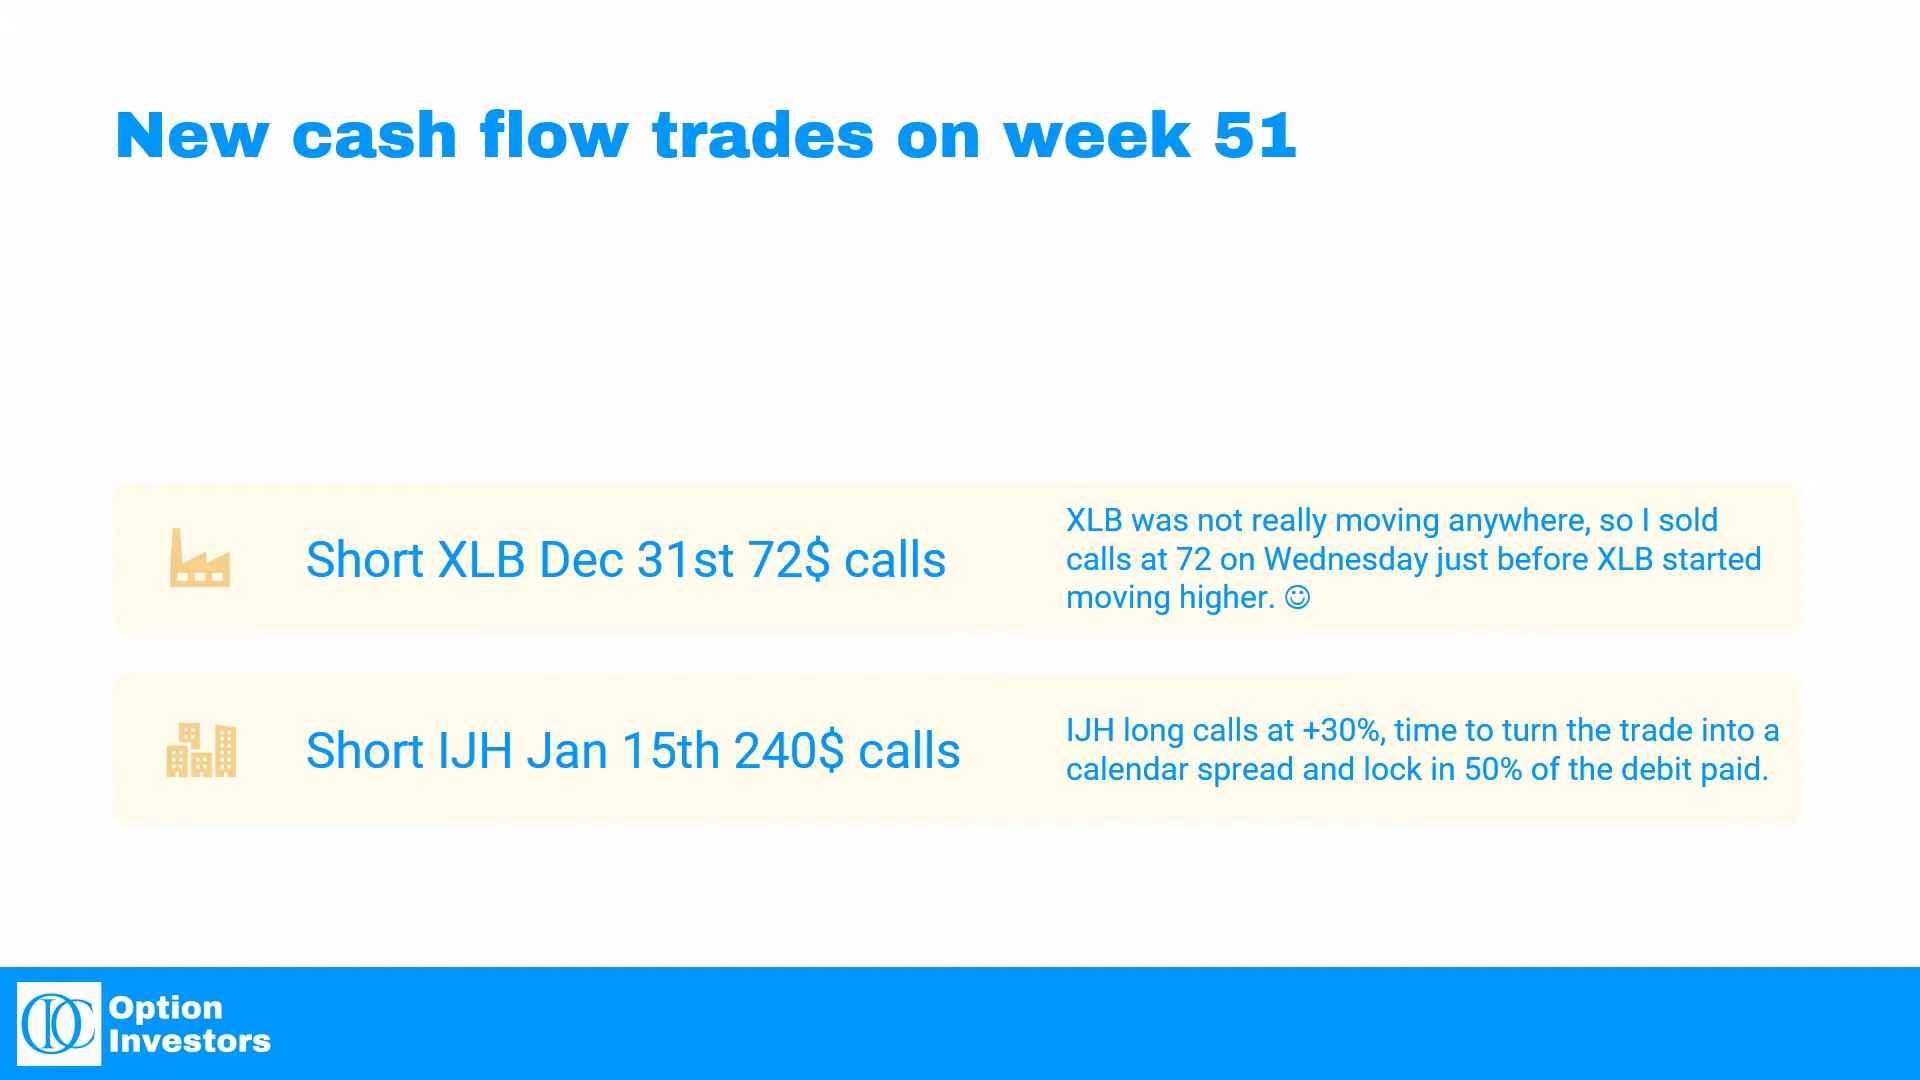 New cash flow trades on week 51
Short XLB Dec 31st 72$ calls
XLB was not really moving anywhere, so I sold
calls at 72 on Wednesday just before XLB started
moving higher. ☺
Short IJH Jan 15th 240$ calls
IJH long calls at +30%, time to turn the trade into a
calendar spread and lock in 50% of the debit paid.
Option
Investors